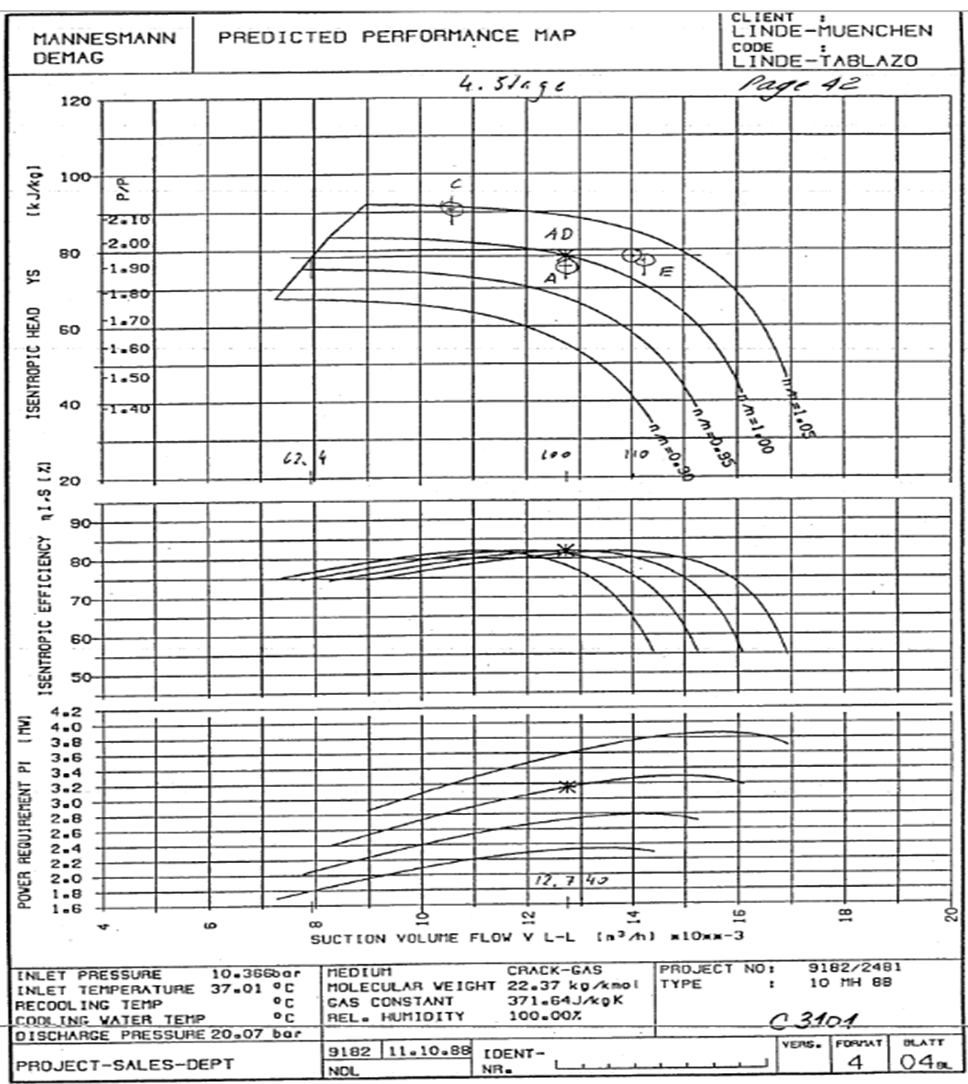 MANNESMANN
DEMAG
PREDICTED PERFORMANCE MAP
CLIENT :
LINDE-MUENCHEN
CODE :
LINDE-TABLAZO
4. Stage
Page 42
ISENTROPIC HEAD YS [kJ/kg]
120
100
80
60
40
20
P/P
2.10
2.00
1.90
1.80
1.70
1.60
1.50
1.40
C
AD
A
E
n/n=1.05
n/n=1.00
n/n=0.95
n/n=0.90
62.4
100
110
ISENTROPIC EFFICIENCY ηI.S [%]
90
80
70
60
50
POWER REQUIREMENT PI [MW]
4.2
4.0
3.8
3.6
3.4
3.2
3.0
2.8
2.6
2.4
2.2
2.0
1.8
1.6
12.740
4 6 8 10 12 14 16 18 20
SUCTION VOLUME FLOW V L-L [m³/h] *10**-3
INLET PRESSURE 10.366bar
INLET TEMPERATURE 37.01 °C
RECOOLING TEMP °C
COOLING WATER TEMP °C
DISCHARGE PRESSURE 20.07 bar
MEDIUM CRACK-GAS
MOLECULAR WEIGHT 22.37 kg/kmol
GAS CONSTANT 371.64J/kgK
REL. HUMIDITY 100.00%
PROJECT NO: 9182/2481
TYPE : 10 MH 8B
C3101
PROJECT-SALES-DEPT
9182 11.10.88
NOL
IDENT-
NR.
VERS.
FORMAT
4
BLATT
04BL